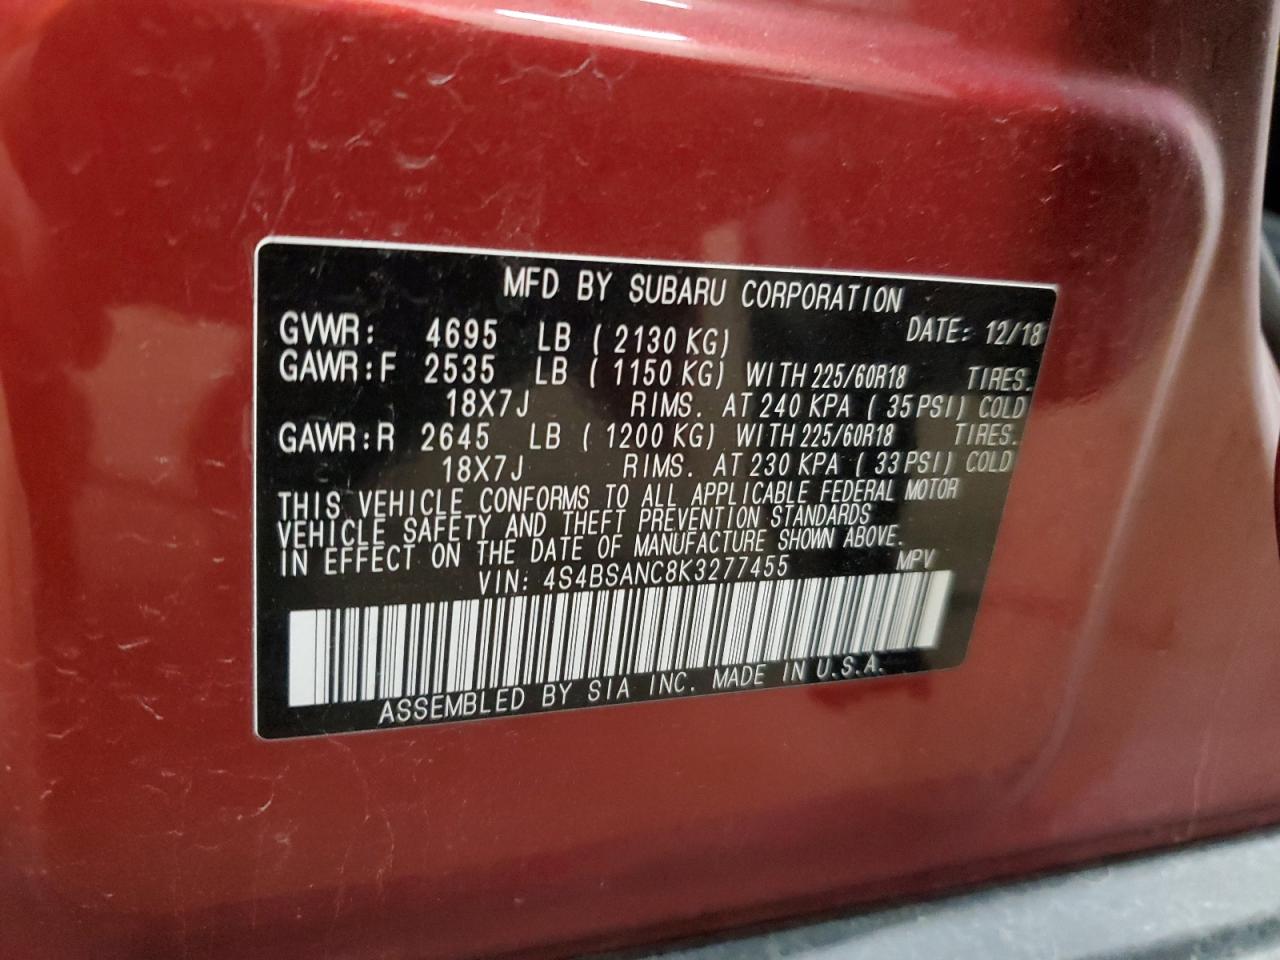 MFD BY SUBARU CORPORATION
GVWR: 4695 LB ( 2130 KG) DATE: 12/18
GAWR:F 2535 LB ( 1150 KG) WITH 225/60R18 TIRES.
18X7J RIMS. AT 240 KPA ( 35 PSI) COLD
GAWR:R 2645 LB ( 1200 KG) WITH 225/60R18 TIRES.
18X7J RIMS. AT 230 KPA ( 33 PSI) COLD
THIS VEHICLE CONFORMS TO ALL APPLICABLE FEDERAL MOTOR
VEHICLE SAFETY AND THEFT PREVENTION STANDARDS
IN EFFECT ON THE DATE OF MANUFACTURE SHOWN ABOVE.
VIN: 4S4BSANC8K3277455 MPV
ASSEMBLED BY SIA INC. MADE IN U.S.A.